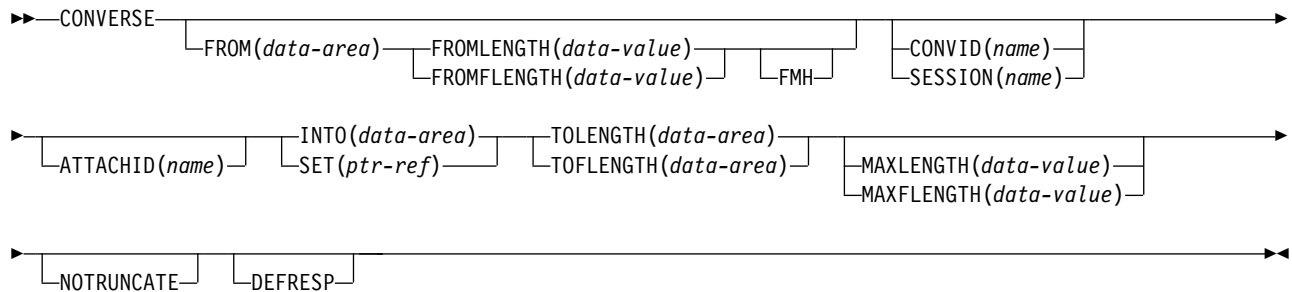 CONVERSE
FROM(data-area) FROMLENGTH(data-value) CONVID(name)
FROMFLENGTH(data-value) FMH SESSION(name)
INTO(data-area) TOLENGTH(data-area)
ATTACHID(name) SET(ptr-ref) TOFLENGTH(data-area) MAXLENGTH(data-value)
MAXFLENGTH(data-value)
NOTRUNCATE DEFRESP